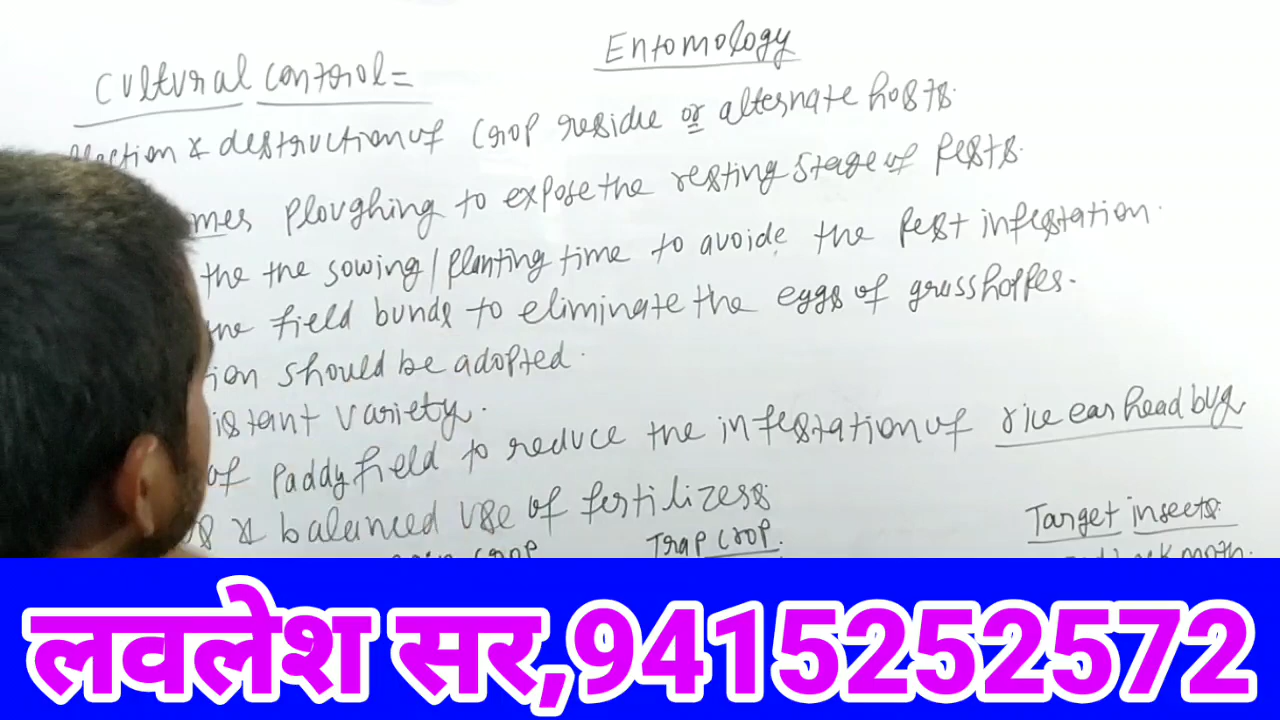 Entomology
Cultural control=
& destruction of Crop residue or alternate hosts.
mes Ploughing to expose the resting stage of Pests.
the the sowing/Planting time to avoide the Pest infestation.
field bunds to eliminate the eggs of grasshoppes.
ion should be adopted.
istant variety.
of Paddy field to reduce the infestation of rice ear head bug.
& balanced use of fertilizers
Trap crop.
Target insects.
लवलेश सर,9415252572